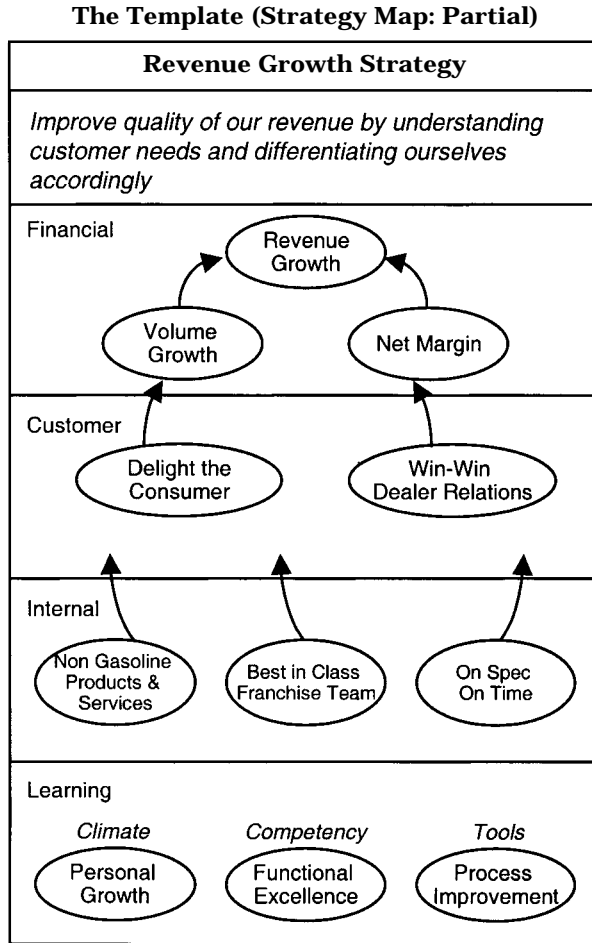 The Template (Strategy Map: Partial)
Revenue Growth Strategy
Improve quality of our revenue by understanding
customer needs and differentiating ourselves
accordingly
Financial
Revenue
Growth
Volume
Growth
Net Margin
Customer
Delight the
Consumer
Win-Win
Dealer Relations
Internal
Non Gasoline
Products &
Services
Best in Class
Franchise Team
On Spec
On Time
Learning
Climate
Personal
Growth
Competency
Functional
Excellence
Tools
Process
Improvement